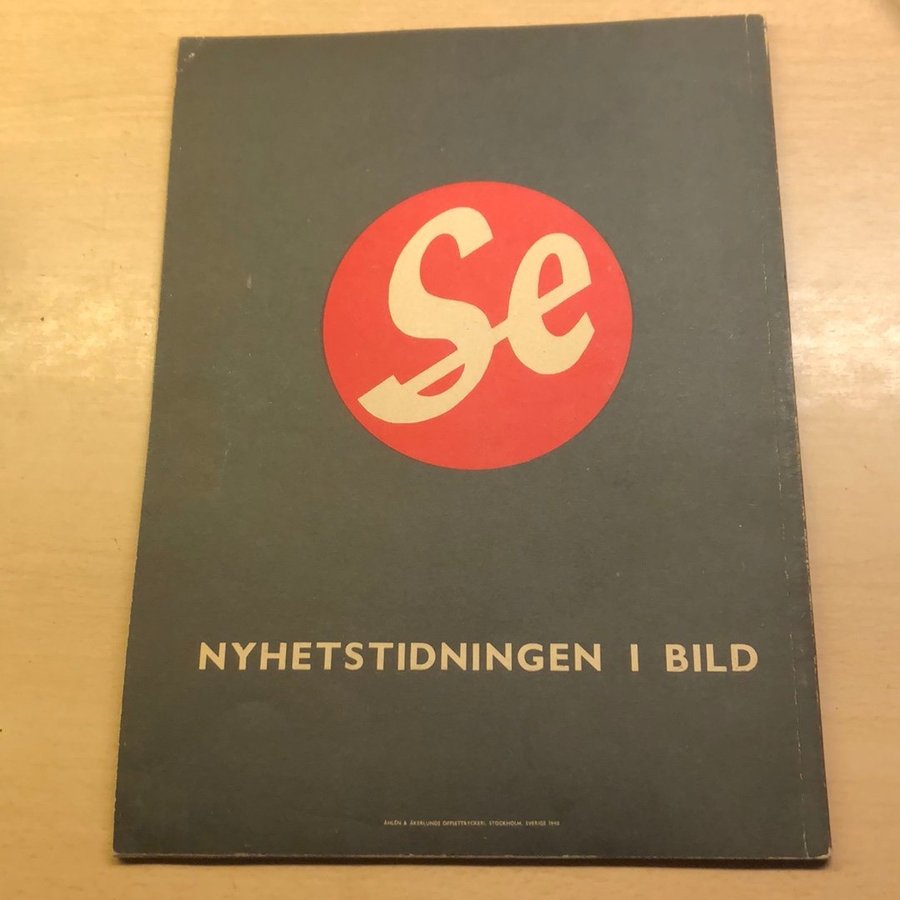 Se
NYHETSTIDNINGEN I BILD
ÅHLÉN & ÅKERLUNDS OFFSETTRYCKERI, STOCKHOLM, SVERIGE